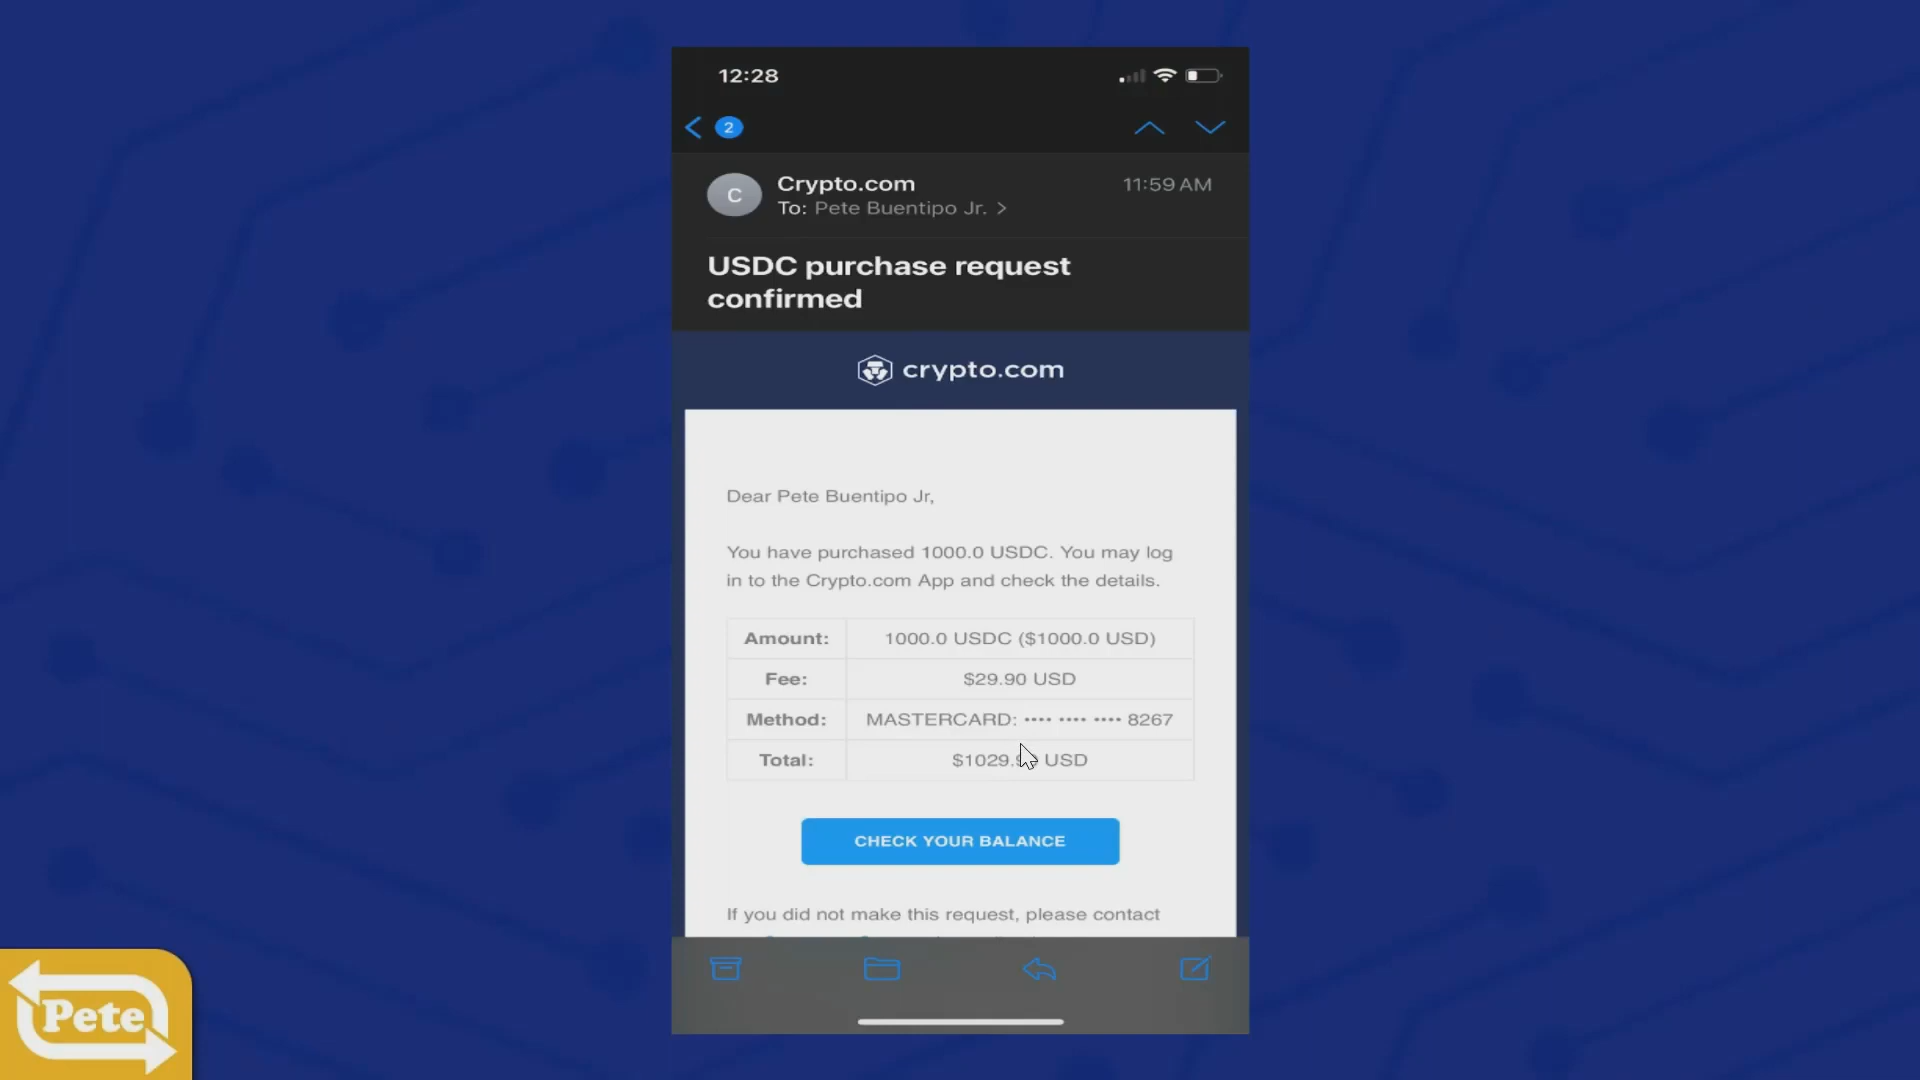 12:28
2
C
Crypto.com
11:59 AM
To: Pete Buentipo Jr.
USDC purchase request
confirmed
crypto.com
Dear Pete Buentipo Jr,
You have purchased 1000.0 USDC. You may log
in to the Crypto.com App and check the details.
Amount: 1000.0 USDC ($1000.0 USD)
Fee: $29.90 USD
Method: MASTERCARD: •••• •••• •••• 8267
Total: USD
CHECK YOUR BALANCE
If you did not make this request, please contact
Pete